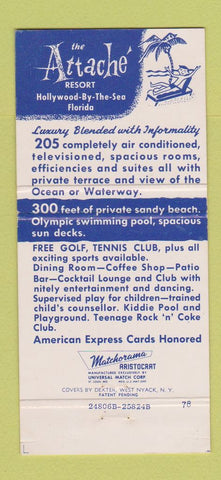 the
Attaché
RESORT
Hollywood-By-The-Sea
Florida
Luxury Blended with Informality
205 completely air conditioned,
televisioned, spacious rooms,
efficiencies and suites all with
private terrace and view of the
Ocean or Waterway.
300 feet of private sandy beach.
Olympic swimming pool, spacious
sun decks.
FREE GOLF, TENNIS CLUB, plus all
exciting sports available.
Dining Room—Coffee Shop—Patio
Bar—Cocktail Lounge and Club with
nitely entertainment and dancing.
Supervised play for children—trained
child's counsellor. Kiddie Pool and
Playground. Teenage Rock 'n' Coke
Club.
American Express Cards Honored
Matchorama
ARISTOCRAT
MANUFACTURED EXCLUSIVELY BY
UNIVERSAL MATCH CORP.
COVERS BY DEXTER, WEST NYACK, N. Y.
PATENT PENDING
24806B-25824B 78